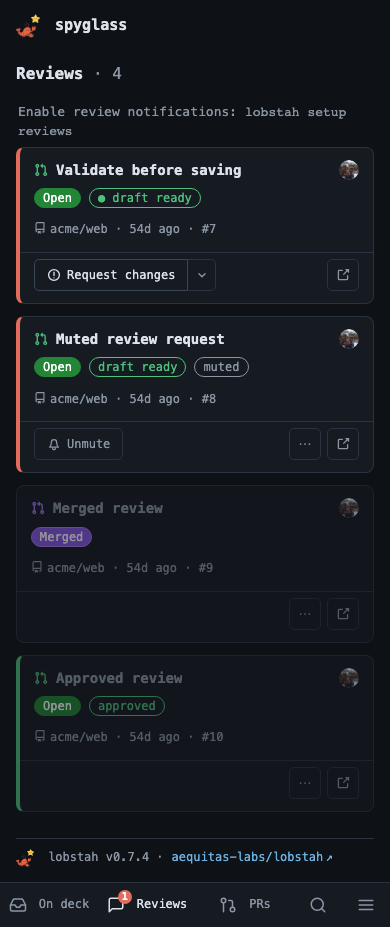 spyglass
Reviews · 4
Enable review notifications: lobstah setup
reviews
Validate before saving
Open draft ready
acme/web · 54d ago · #7
Request changes
Muted review request
Open draft ready muted
acme/web · 54d ago · #8
Unmute
Merged review
Merged
acme/web · 54d ago · #9
Approved review
Open approved
acme/web · 54d ago · #10
lobstah v0.7.4 · aequitas-labs/lobstah↗
On deck 1 Reviews PRs